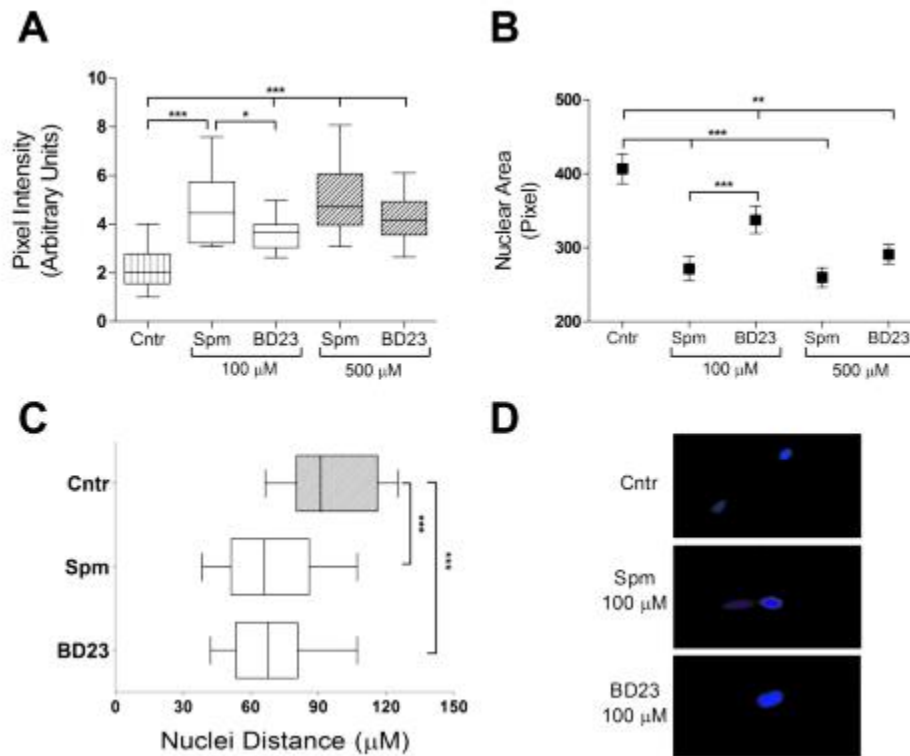 A
10
8
6
4
2
0
Pixel Intensity
(Arbitrary Units)
***
*** *
Cntr Spm BD23 Spm BD23
100 μM 500 μM
B
500
400
300
200
Nuclear Area
(Pixel)
**
***
***
Cntr Spm BD23 Spm BD23
100 μM 500 μM
C
Cntr
Spm
BD23
***
***
0 30 60 90 120 150
Nuclei Distance (μM)
D
Cntr
Spm
100 μM
BD23
100 μM